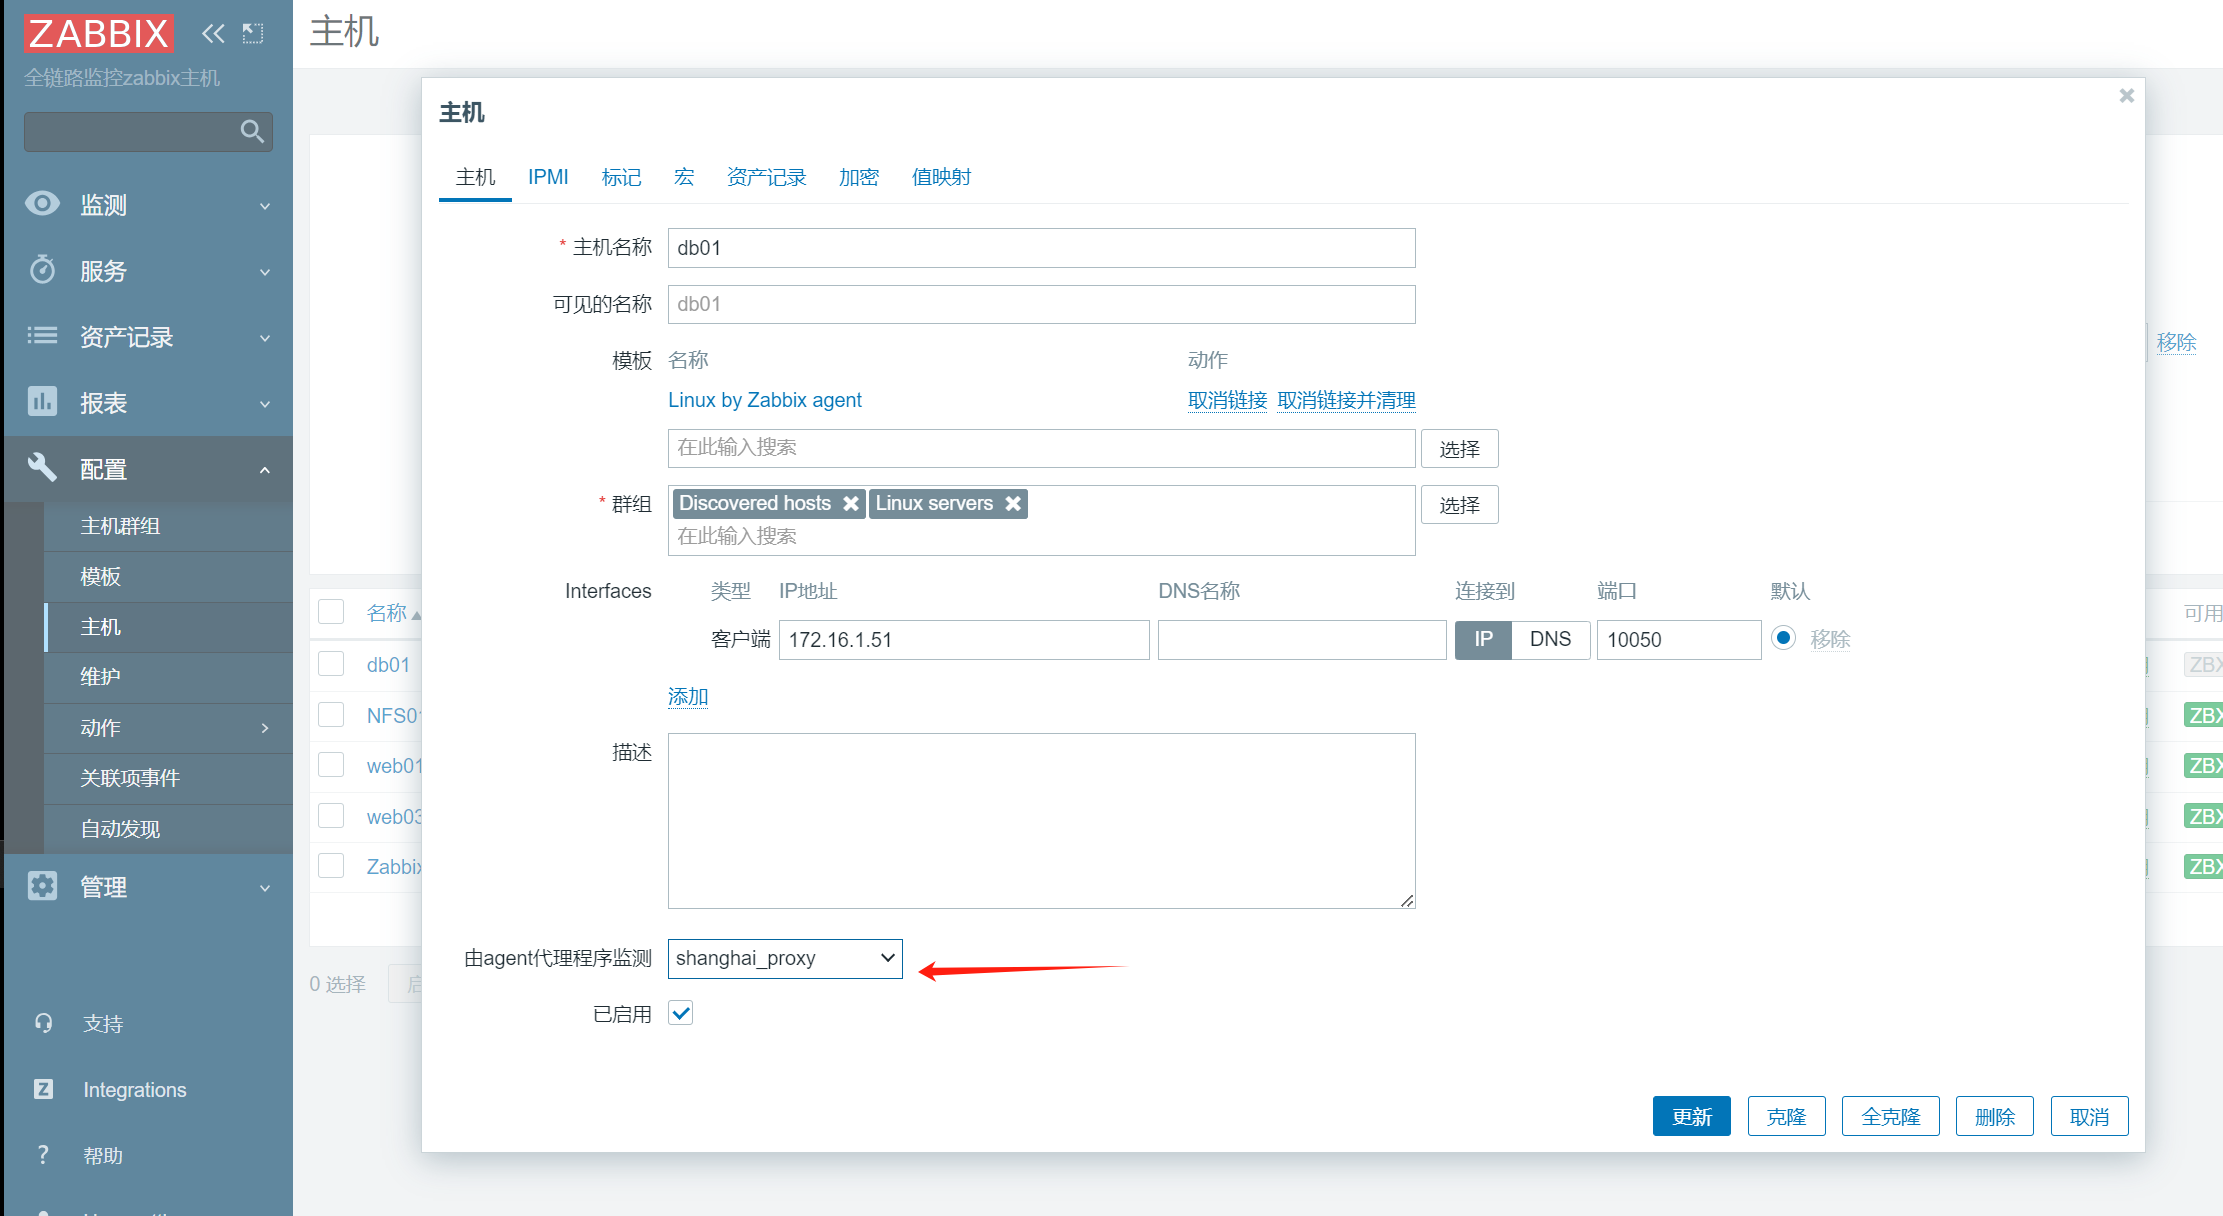 ZABBIX
全链路监控zabbix主机
监测
服务
资产记录
报表
配置
主机群组
模板
主机
维护
动作
关联项事件
自动发现
管理
支持
Integrations
帮助
主机
主机
主机 IPMI 标记 宏 资产记录 加密 值映射
* 主机名称 db01
可见的名称 db01
模板 名称 动作
Linux by Zabbix agent 取消链接 取消链接并清理
在此输入搜索 选择
* 群组 Discovered hosts Linux servers 选择
在此输入搜索
Interfaces 类型 IP地址 DNS名称 连接到 端口 默认
客户端 172.16.1.51 IP DNS 10050 移除
添加
描述
由agent代理程序监测 shanghai_proxy
已启用
更新 克隆 全克隆 删除 取消
移除
名称 可用
db01 ZBX
NFS01 ZBX
web01 ZBX
web03 ZBX
Zabbix ZBX
0 选择